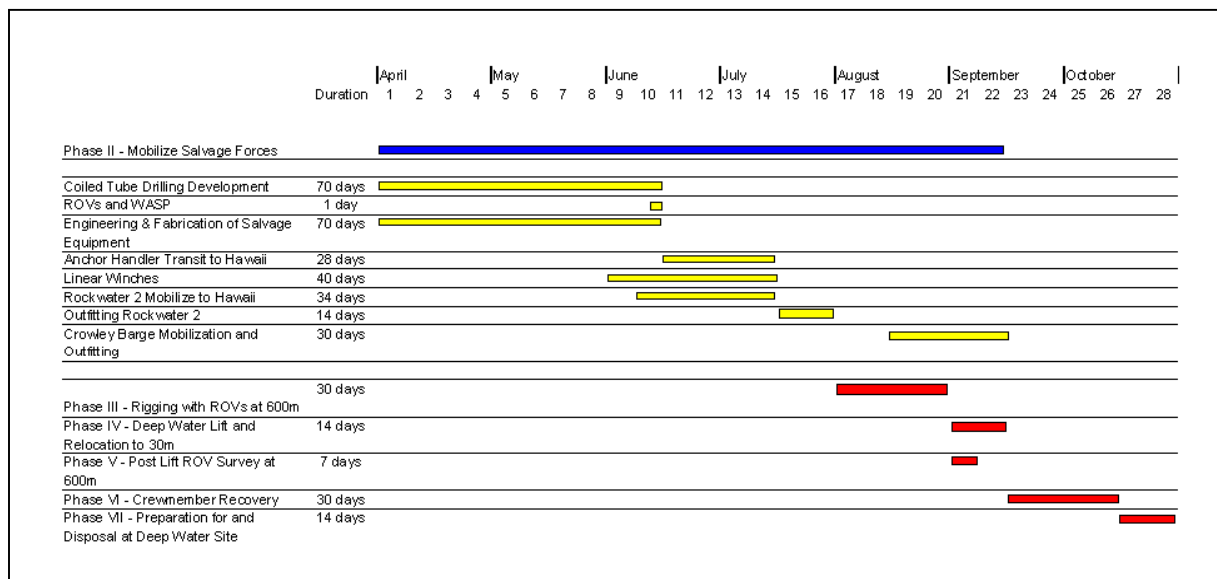 April May June July August September October
Duration 1 2 3 4 5 6 7 8 9 10 11 12 13 14 15 16 17 18 19 20 21 22 23 24 25 26 27 28
Phase II - Mobilize Salvage Forces
Coiled Tube Drilling Development 70 days
ROVs and WASP 1 day
Engineering & Fabrication of Salvage 70 days
Equipment
Anchor Handler Transit to Hawaii 28 days
Linear Winches 40 days
Rockwater 2 Mobilize to Hawaii 34 days
Outfitting Rockwater 2 14 days
Crowley Barge Mobilization and 30 days
Outfitting
30 days
Phase III - Rigging with ROVs at 600m
Phase IV - Deep Water Lift and 14 days
Relocation to 30m
Phase V - Post Lift ROV Survey at 7 days
600m
Phase VI - Crewmember Recovery 30 days
Phase VII - Preparation for and 14 days
Disposal at Deep Water Site